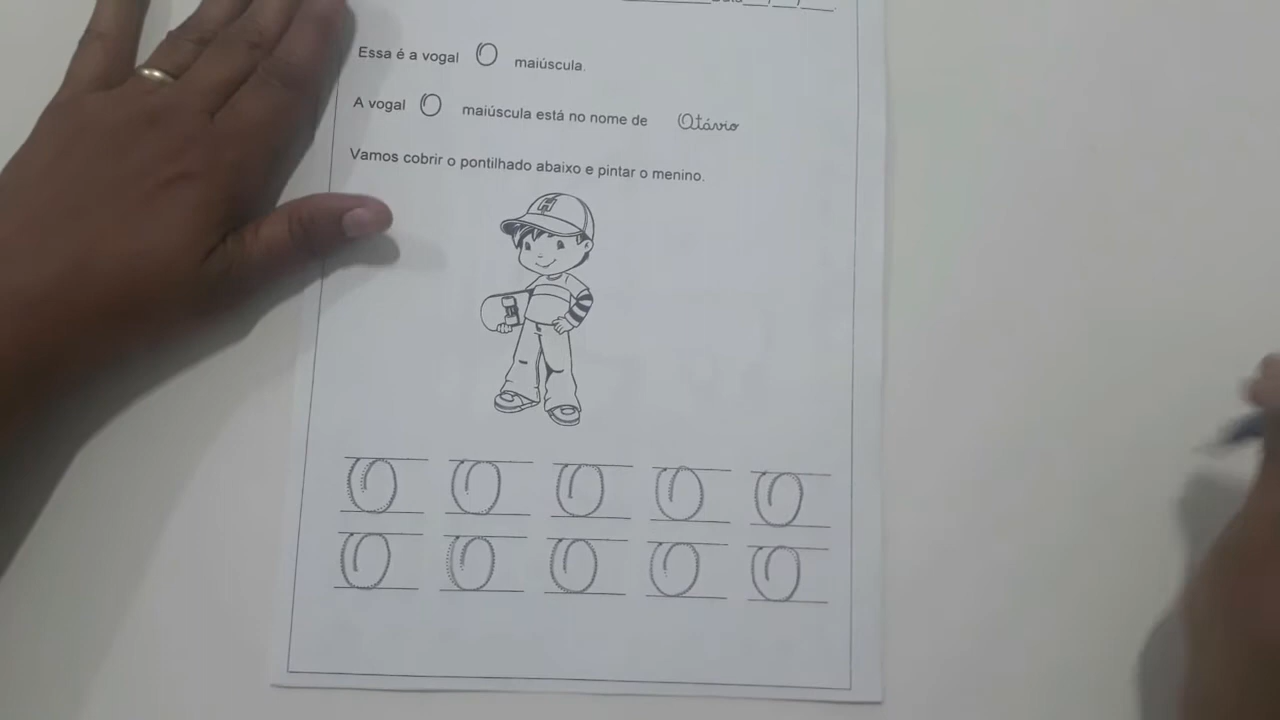 Essa é a vogal O maiúscula.
A vogal O maiúscula está no nome de Otávio
Vamos cobrir o pontilhado abaixo e pintar o menino.
H
O O O O O
O O O O O